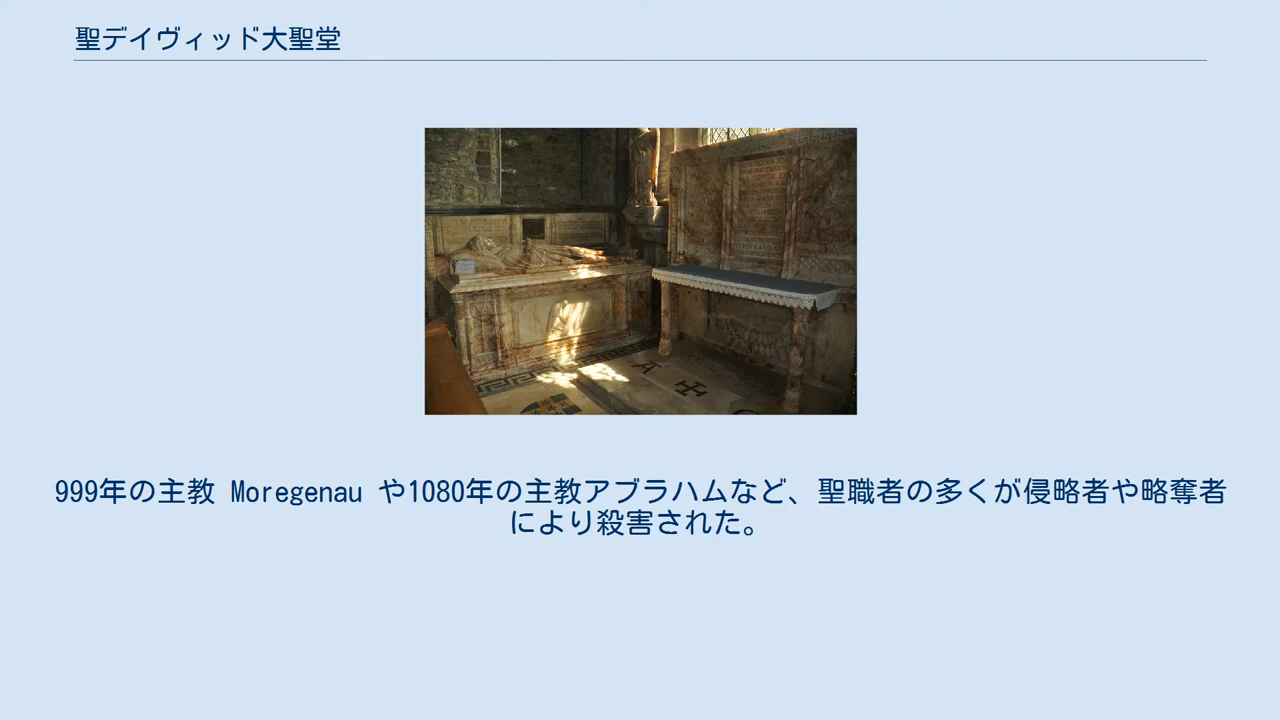 聖デイヴィッド大聖堂
999年の主教 Moregenau や1080年の主教アブラハムなど、聖職者の多くが侵略者や略奪者
により殺害された。